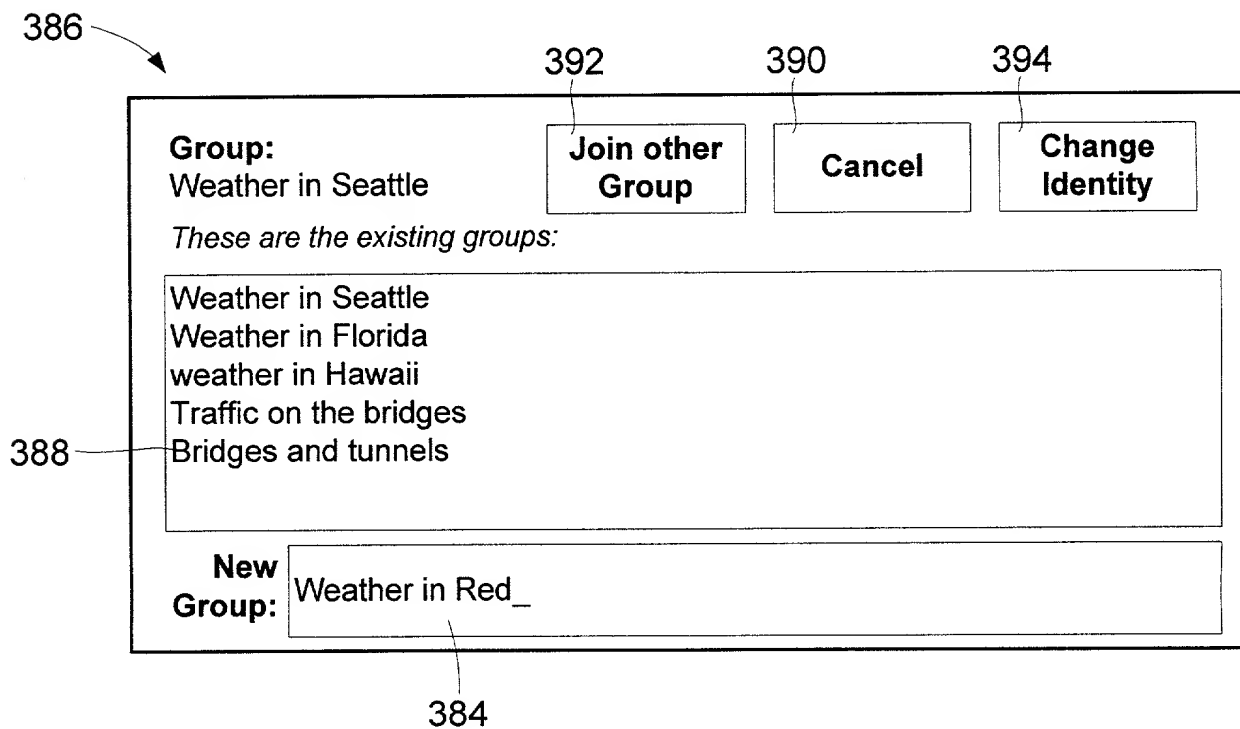 386
392 390 394
Group:
Weather in Seattle
Join other
Group
Cancel
Change
Identity
These are the existing groups:
Weather in Seattle
Weather in Florida
weather in Hawaii
Traffic on the bridges
388
Bridges and tunnels
New
Group:
Weather in Red_
384